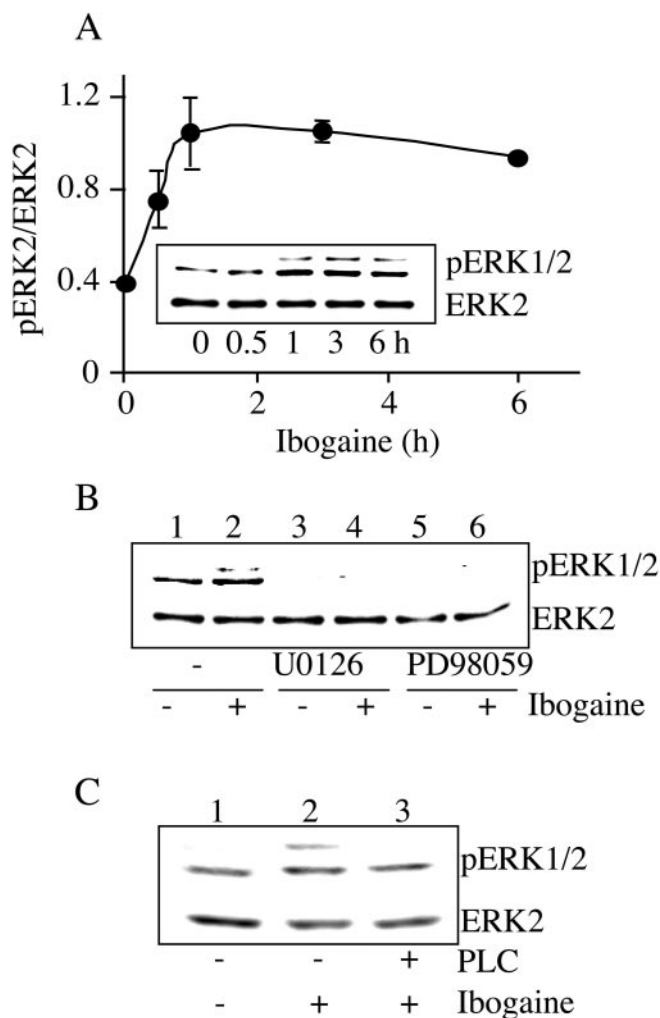 A
pERK2/ERK2
1.2
0.8
0.4
0
pERK1/2
ERK2
0 0.5 1 3 6 h
0 2 4 6
Ibogaine (h)
B
1 2 3 4 5 6
pERK1/2
ERK2
- U0126 PD98059
- + - + - + Ibogaine
C
1 2 3
pERK1/2
ERK2
- - + PLC
- + + Ibogaine